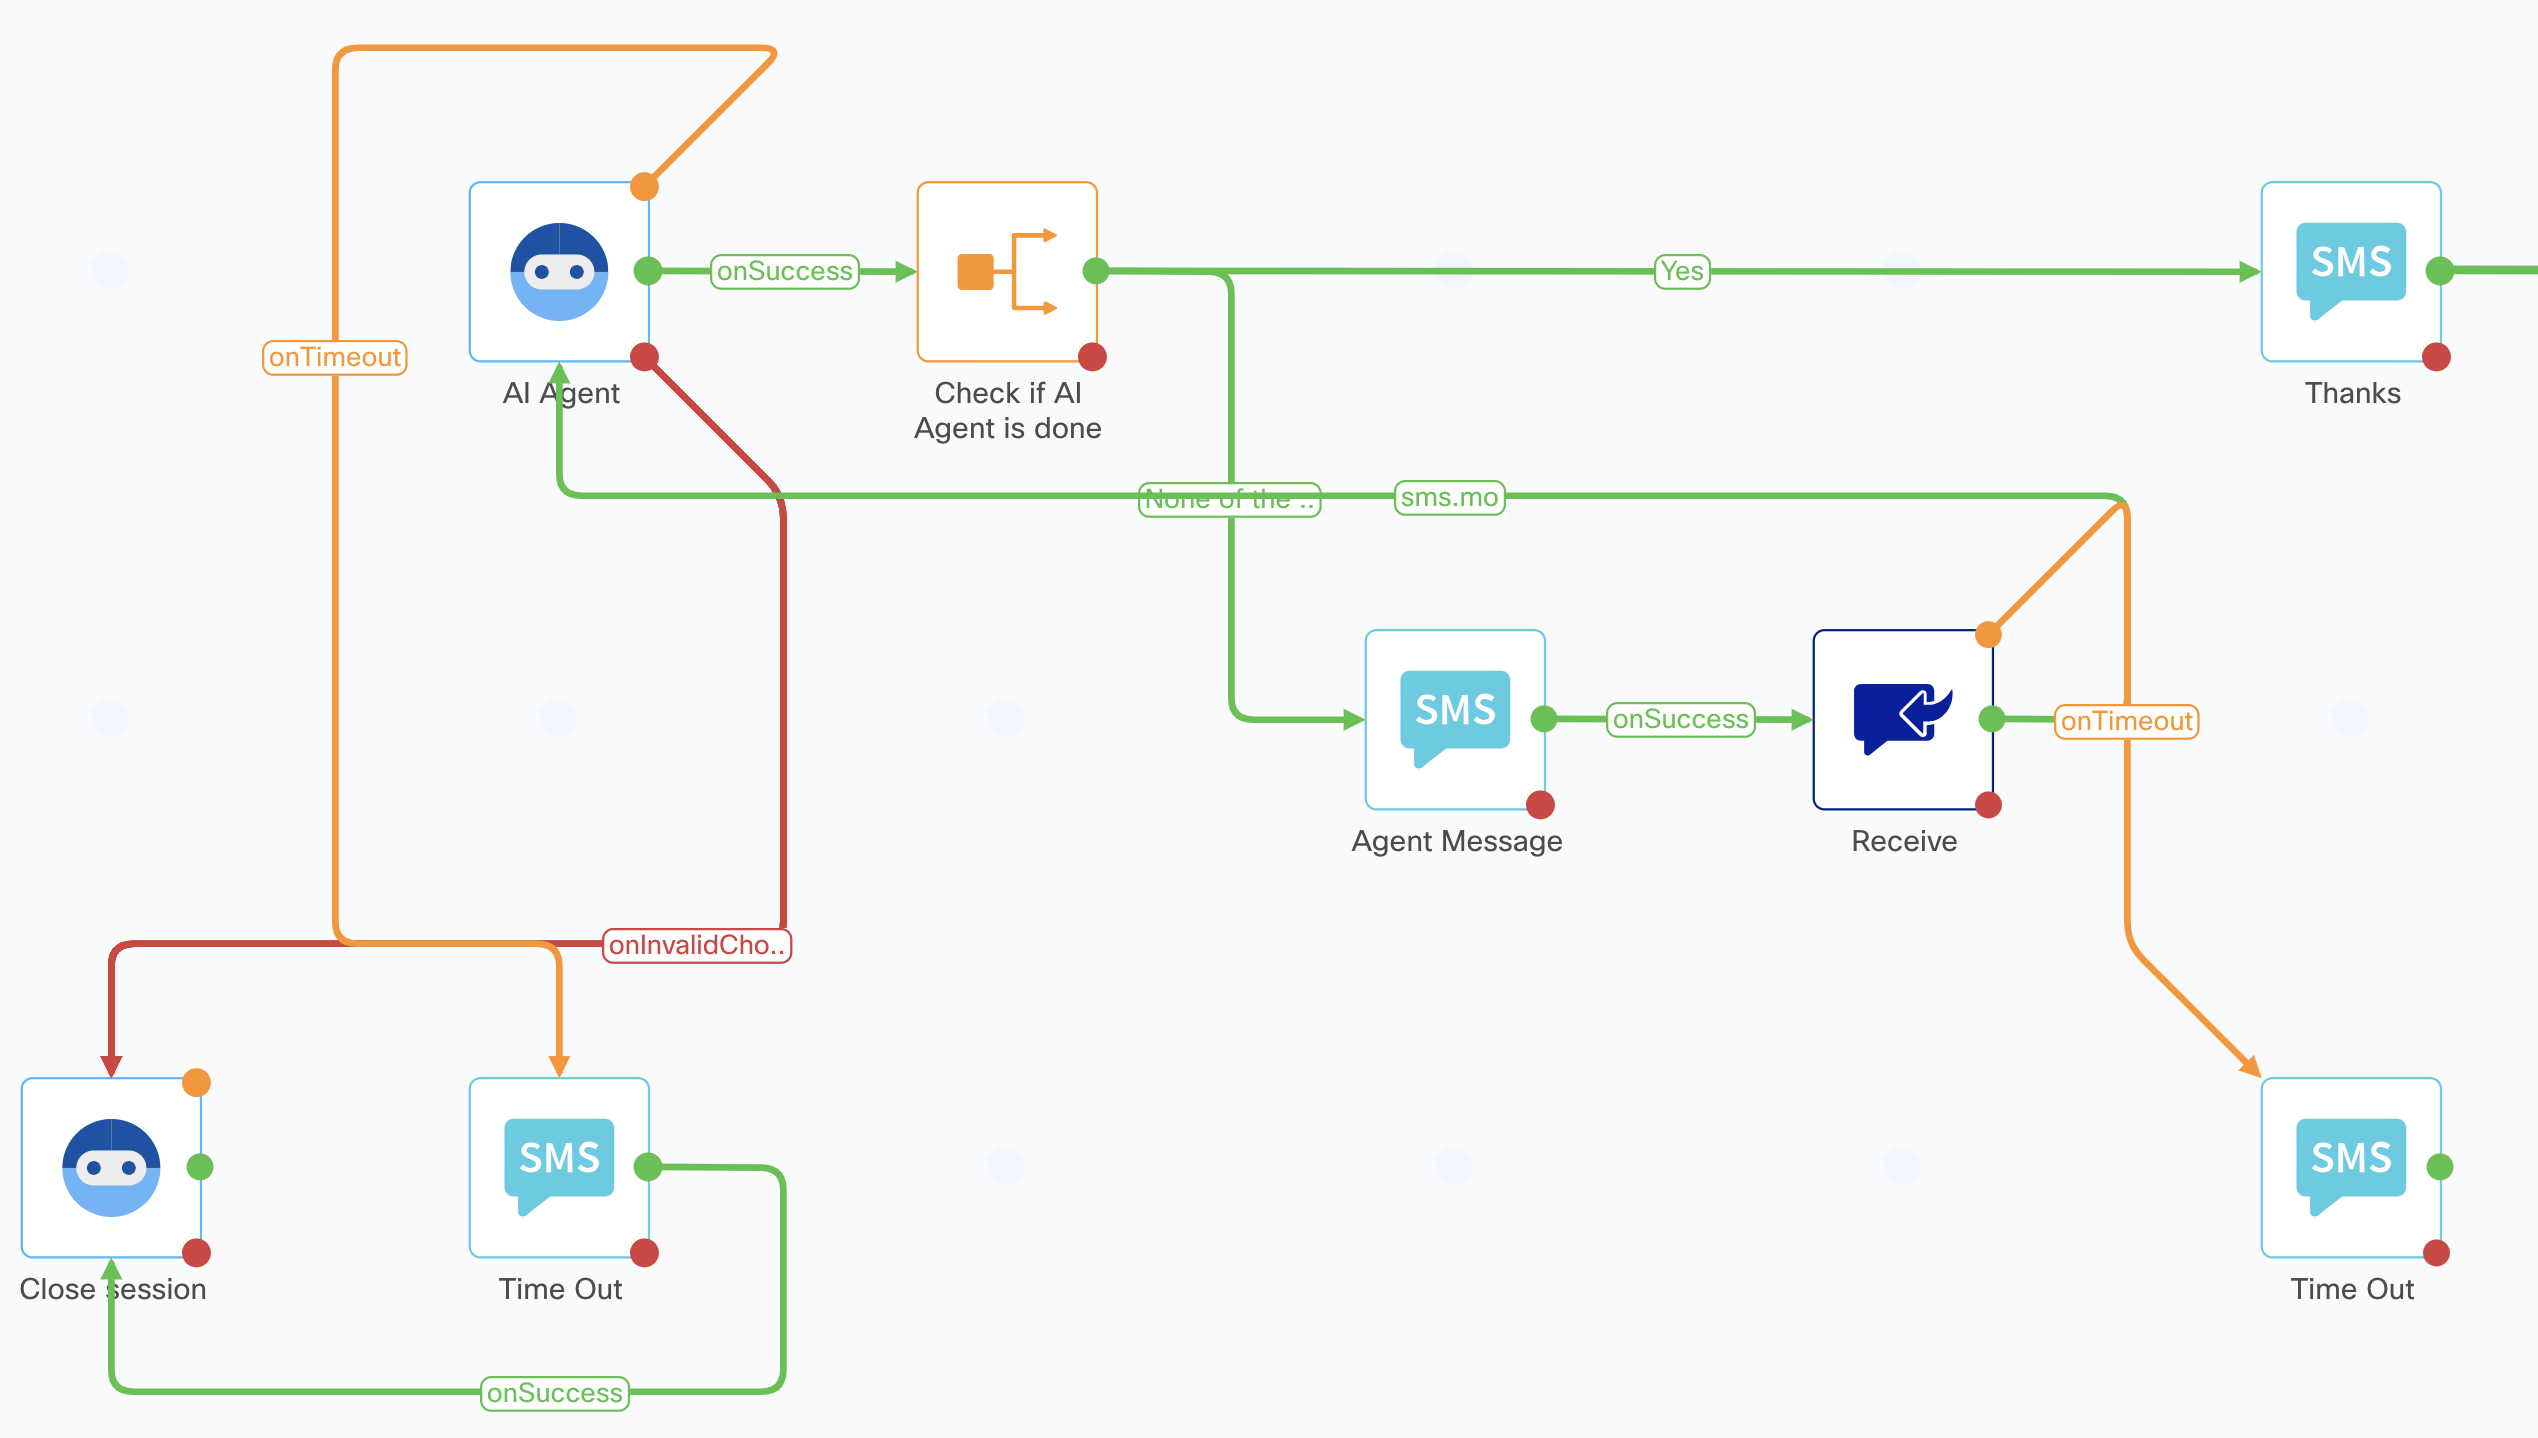 SMS
onSuccess
Yes
onTimeout
AI Agent
Check if AI
Agent is done
Thanks
None of the ..
sms.mo
SMS
onSuccess
onTimeout
Agent Message
Receive
onInvalidCho..
SMS
SMS
Close session
Time Out
Time Out
onSuccess